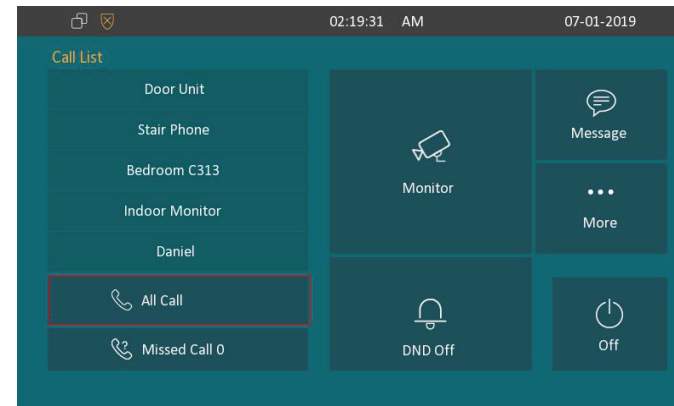 02:19:31 AM
07-01-2019
Call List
Door Unit
Stair Phone
Bedroom C313
Indoor Monitor
Daniel
All Call
Missed Call 0
Monitor
DND Off
Message
More
Off